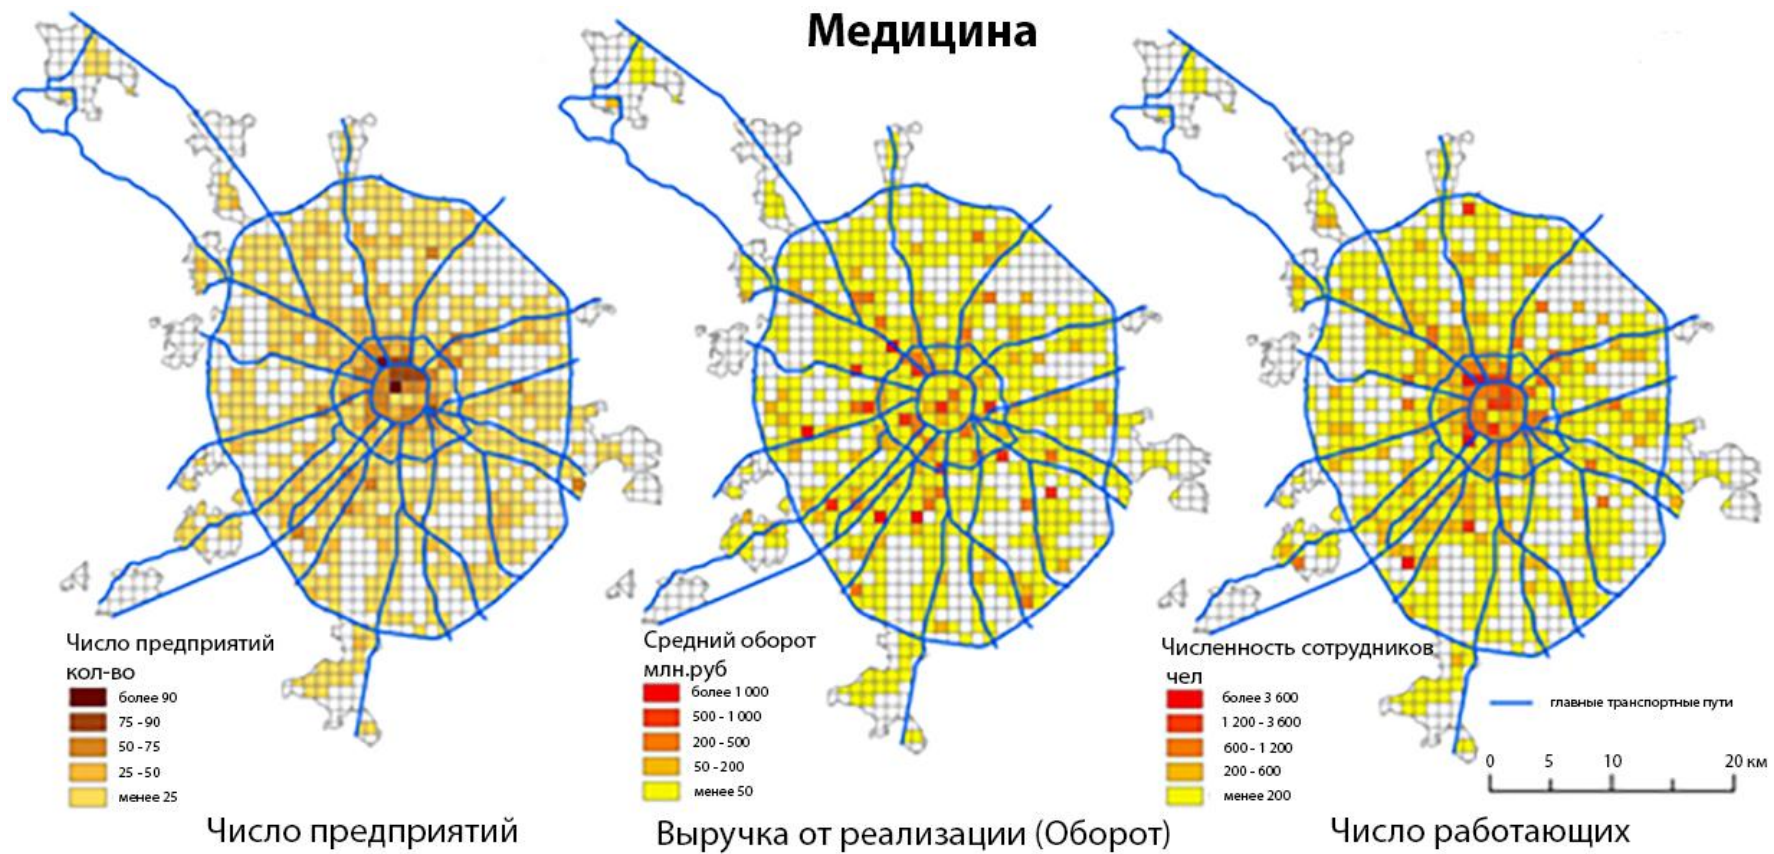 Медицина
Число предприятий
кол-во
более 90
75 - 90
50 - 75
25 - 50
менее 25
Число предприятий
Средний оборот
млн.руб
более 1 000
500 - 1 000
200 - 500
50 - 200
менее 50
Выручка от реализации (Оборот)
Численность сотрудников
чел
более 3 600
1 200 - 3 600
600 - 1 200
200 - 600
менее 200
главные транспортные пути
0 5 10 20 км
Число работающих